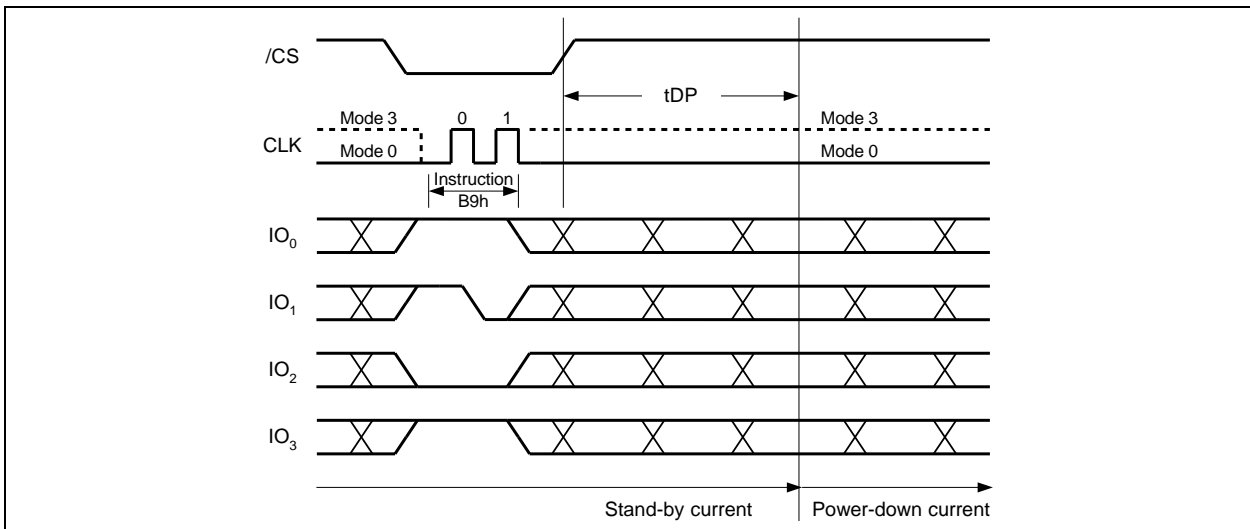 /CS
tDP
Mode 3 0 1 Mode 3
CLK
Mode 0 Mode 0
Instruction
B9h
IO0
IO1
IO2
IO3
Stand-by current Power-down current